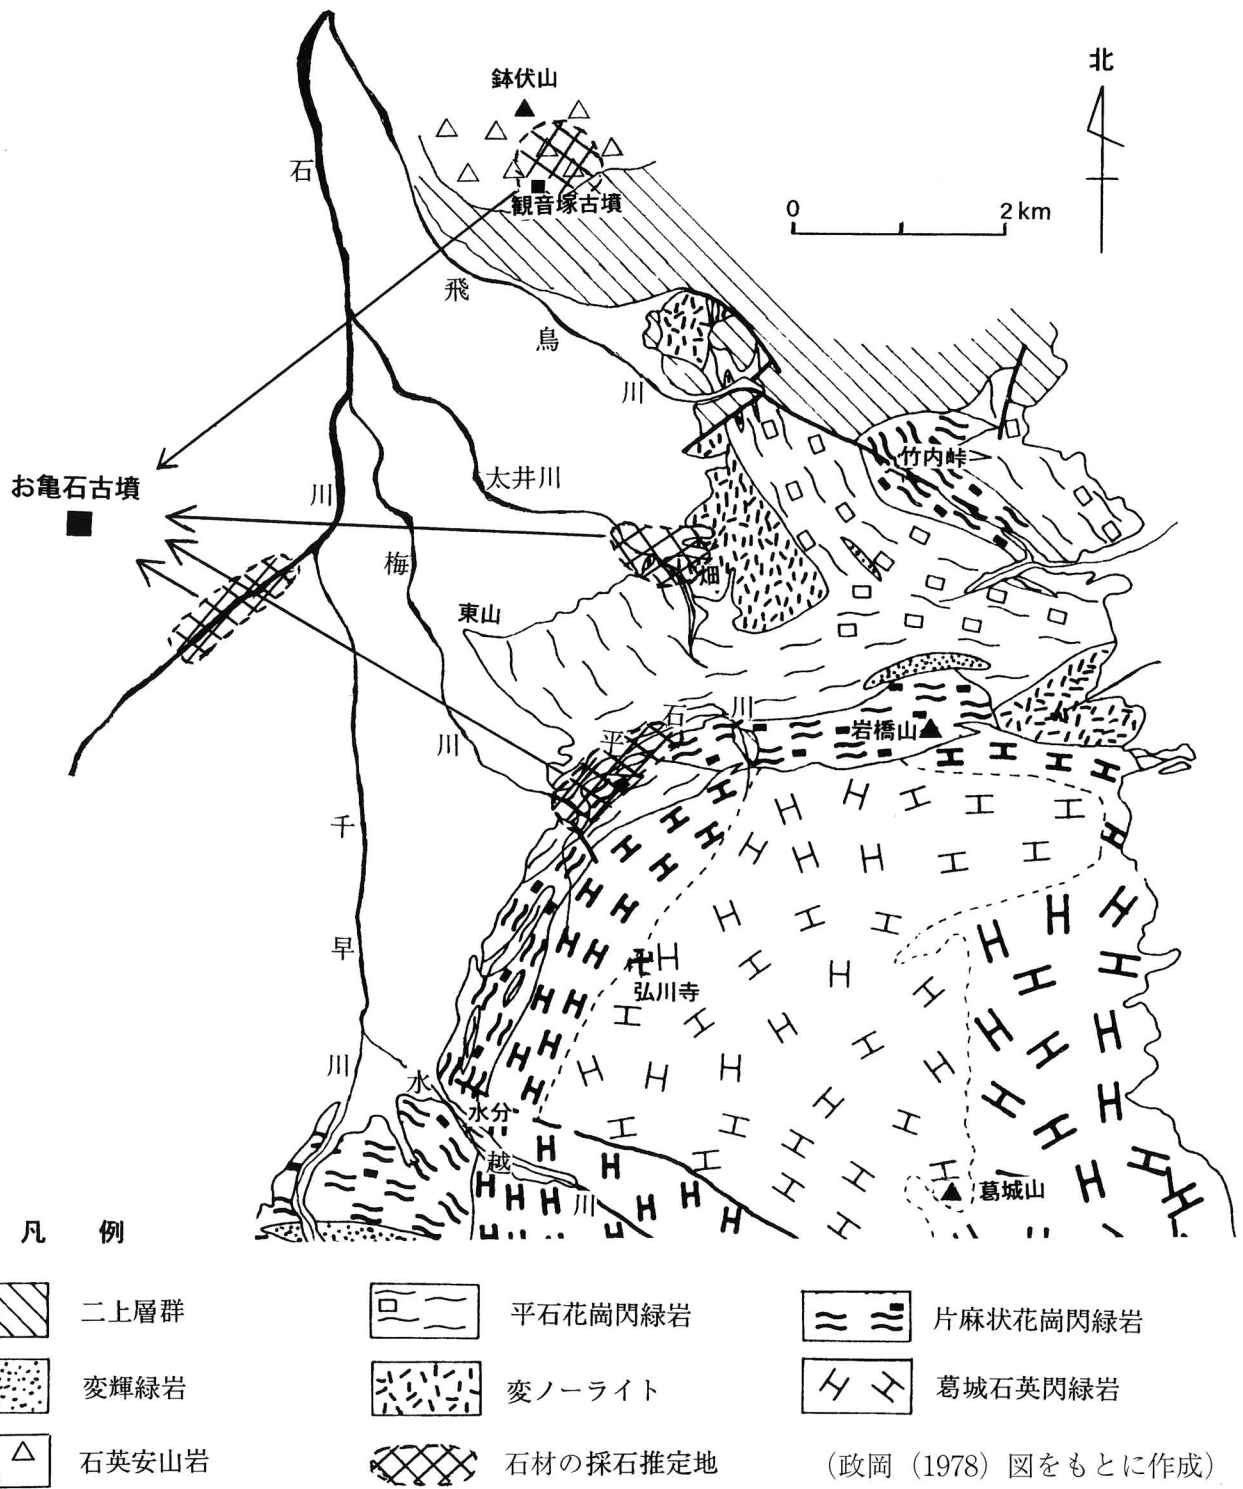 鉢伏山
北
石
観音塚古墳
0 2km
飛
鳥
川
竹内峠
お亀石古墳
川
太井川
梅
畑
東山
石
川
平
岩橋山
川
千
早
弘川寺
川
水
水分
越
川
葛城山
凡 例
二上層群
平石花崗閃緑岩
片麻状花崗閃緑岩
変輝緑岩
変ノーライト
葛城石英閃緑岩
石英安山岩
石材の採石推定地
(政岡(1978)図をもとに作成)